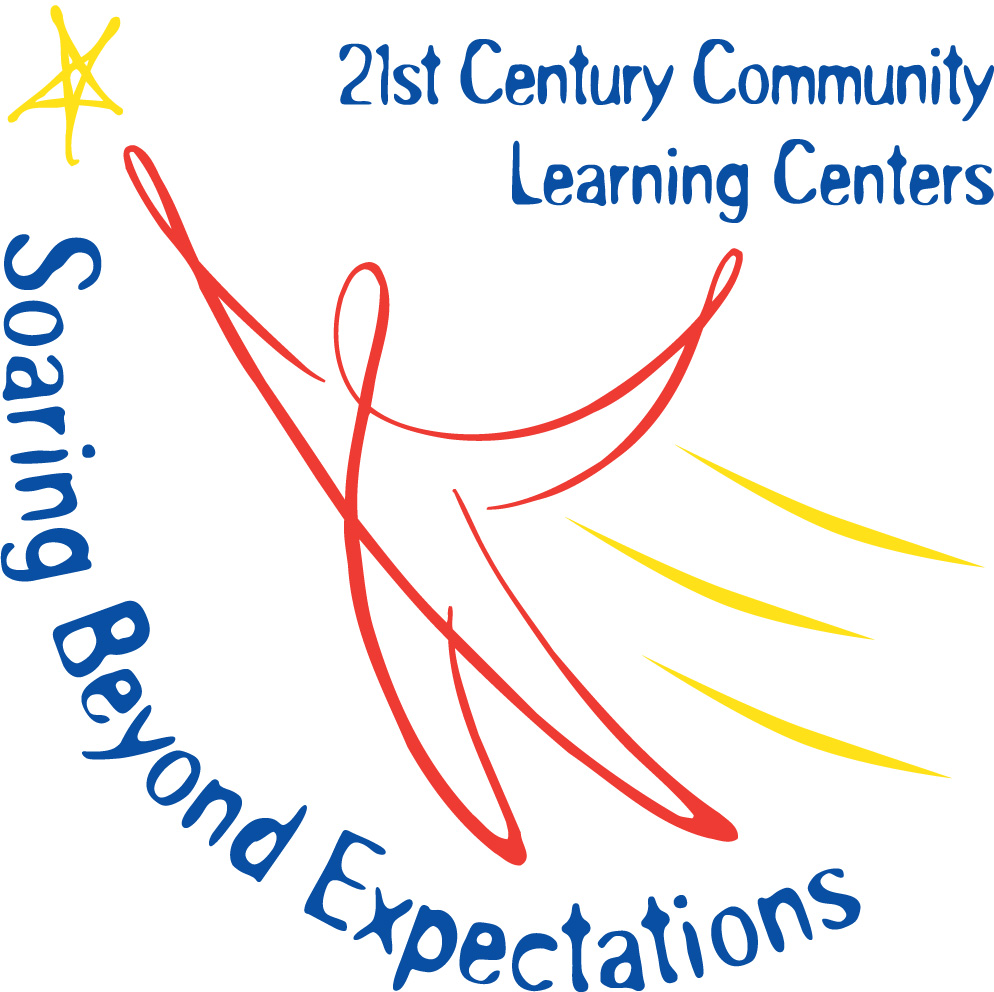 21st Century Community
Learning Centers
Soaring Beyond Expectations